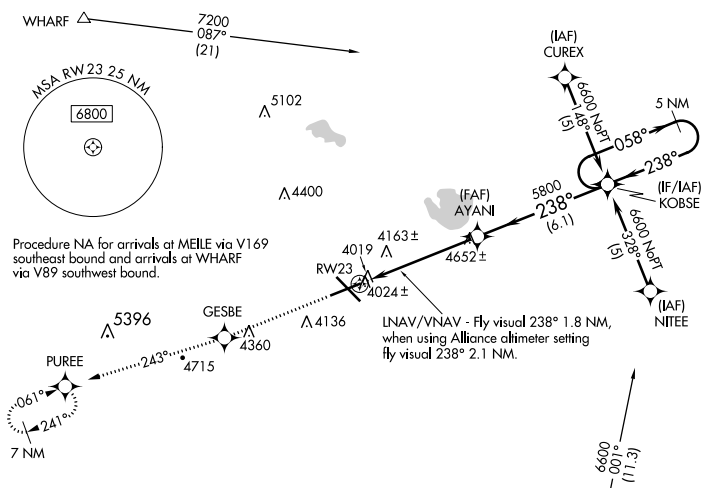 WHARF
7200
087°
(21)
MSA RW23 25 NM
6800
5102
4400
(IAF)
CUREX
6600 NoPT
148°
(5)
5 NM
058°
238°
(IF/IAF)
KOBSE
5800
238°
(6.1)
(FAF)
AYANI
6600 NoPT
328°
(5)
(IAF)
NITEE
Procedure NA for arrivals at MEILE via V169
southeast bound and arrivals at WHARF
via V89 southwest bound.
4163±
4652±
4019
RW23
4024±
4136
LNAV/VNAV - Fly visual 238° 1.8 NM,
when using Alliance altimeter setting
fly visual 238° 2.1 NM.
GESBE
4360
5396
4715
243°
PUREE
061°
241°
7 NM
6600
001°
(11.3)